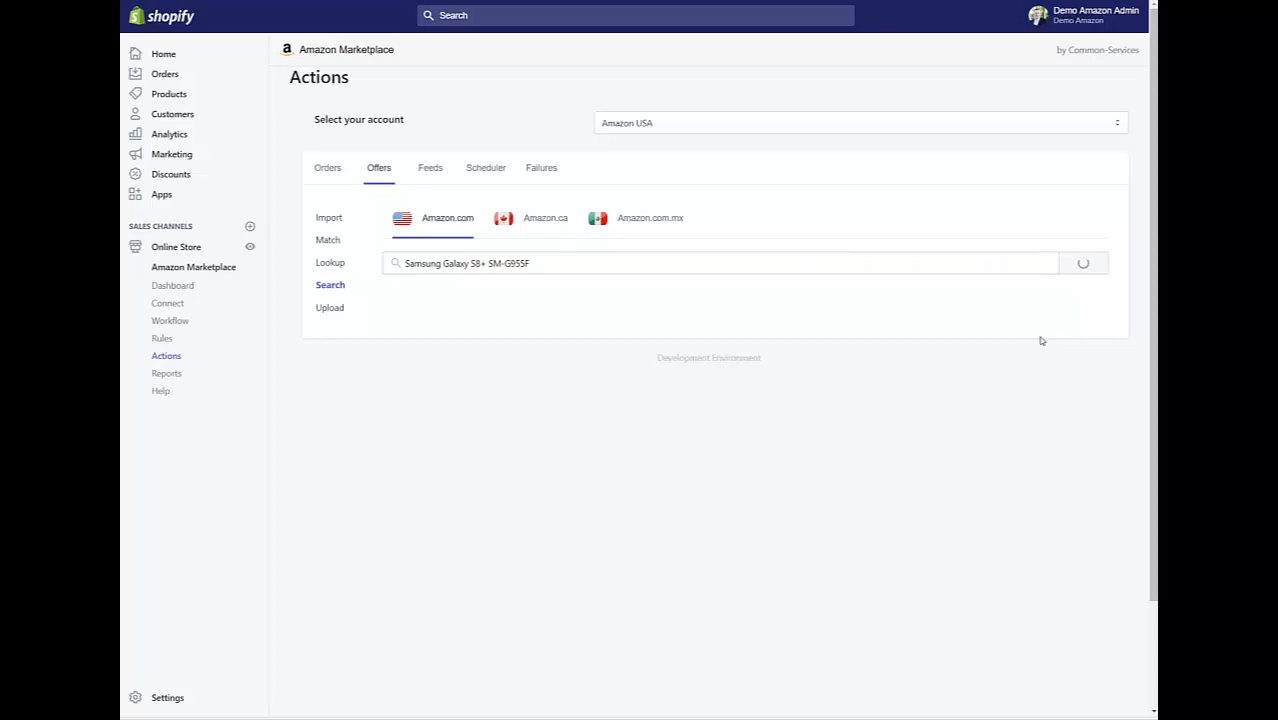 shopify
Search
Demo Amazon Admin
Demo Amazon
Home
Orders
Products
Customers
Analytics
Marketing
Discounts
Apps
SALES CHANNELS
Online Store
Amazon Marketplace
Dashboard
Connect
Workflow
Rules
Actions
Reports
Help
Settings
a Amazon Marketplace
by Common-Services
Actions
Select your account
Amazon USA
Orders Offers Feeds Scheduler Failures
Import
Match
Lookup
Search
Upload
Amazon.com Amazon.ca Amazon.com.mx
Samsung Galaxy S8+ SM-G955F
Development Environment